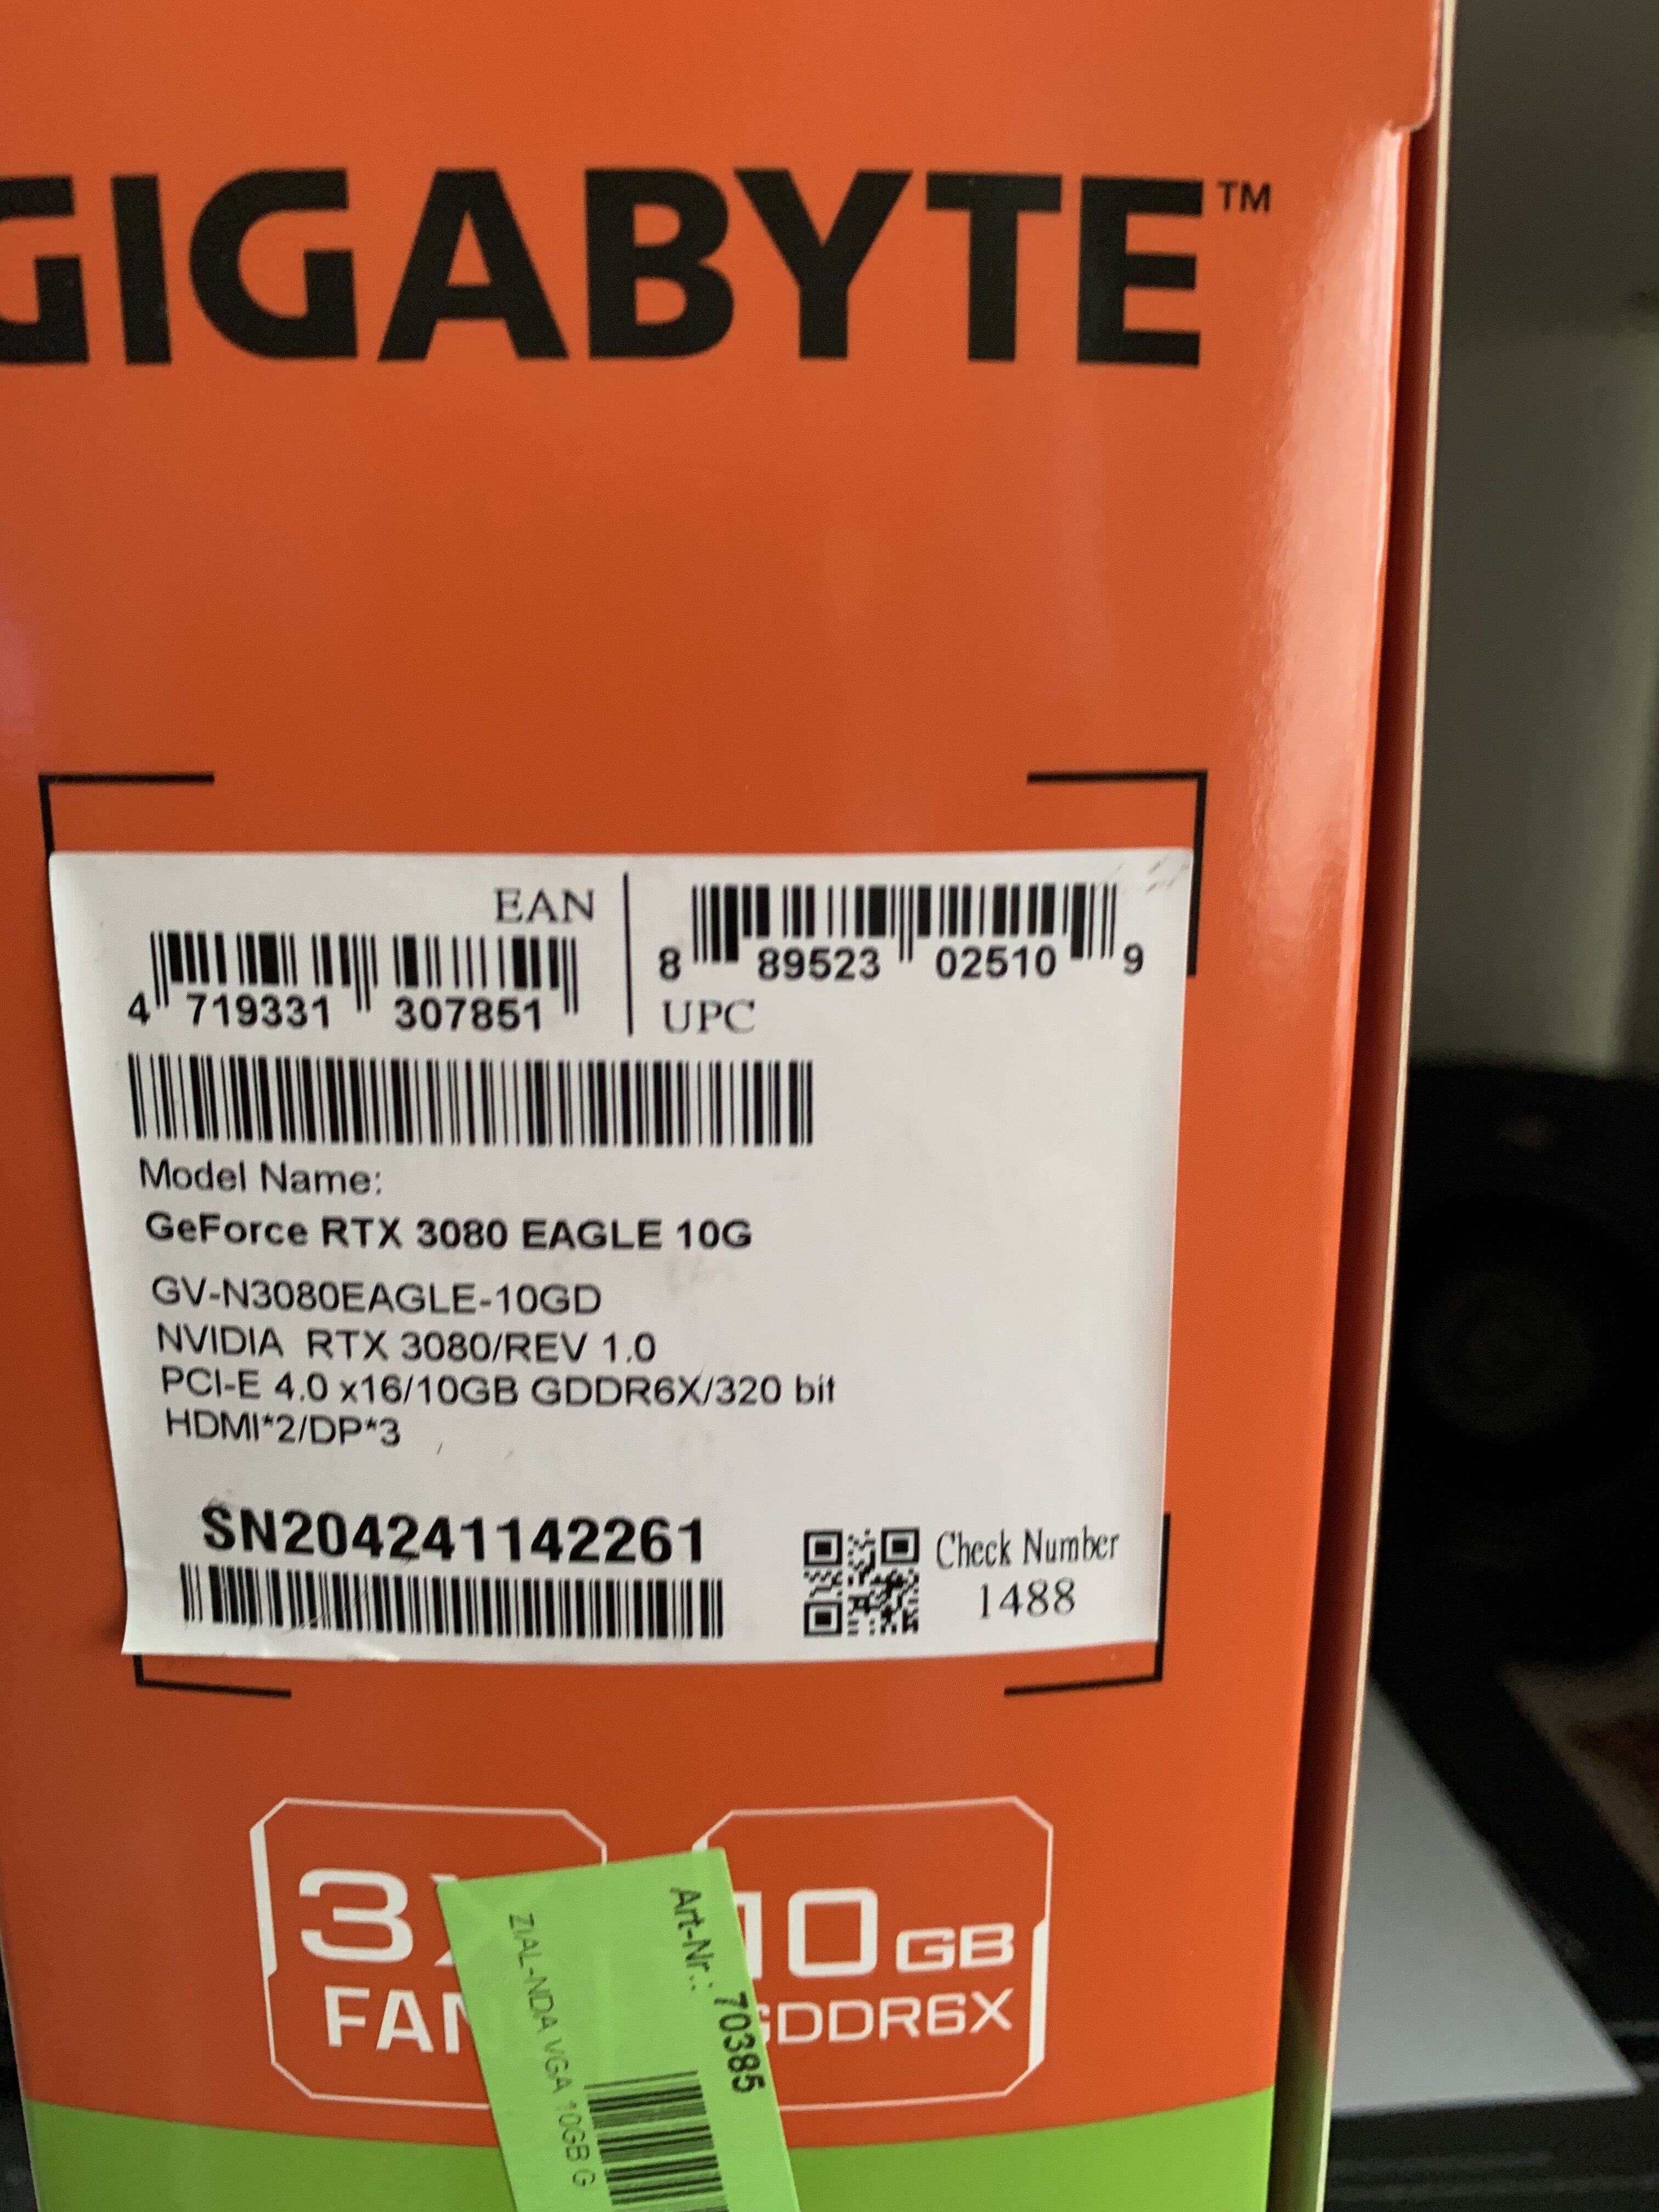 GIGABYTE™
EAN
4 719331 307851
8 89523 02510 9
UPC
Model Name:
GeForce RTX 3080 EAGLE 10G
GV-N3080EAGLE-10GD
NVIDIA RTX 3080/REV 1.0
PCI-E 4.0 x16/10GB GDDR6X/320 bit
HDMI*2/DP*3
SN204241142261
Check Number
1488
3X
FAN
10GB
GDDR6X
Art-Nr.: 70385
ZIAL-NDA VGA 10GB G